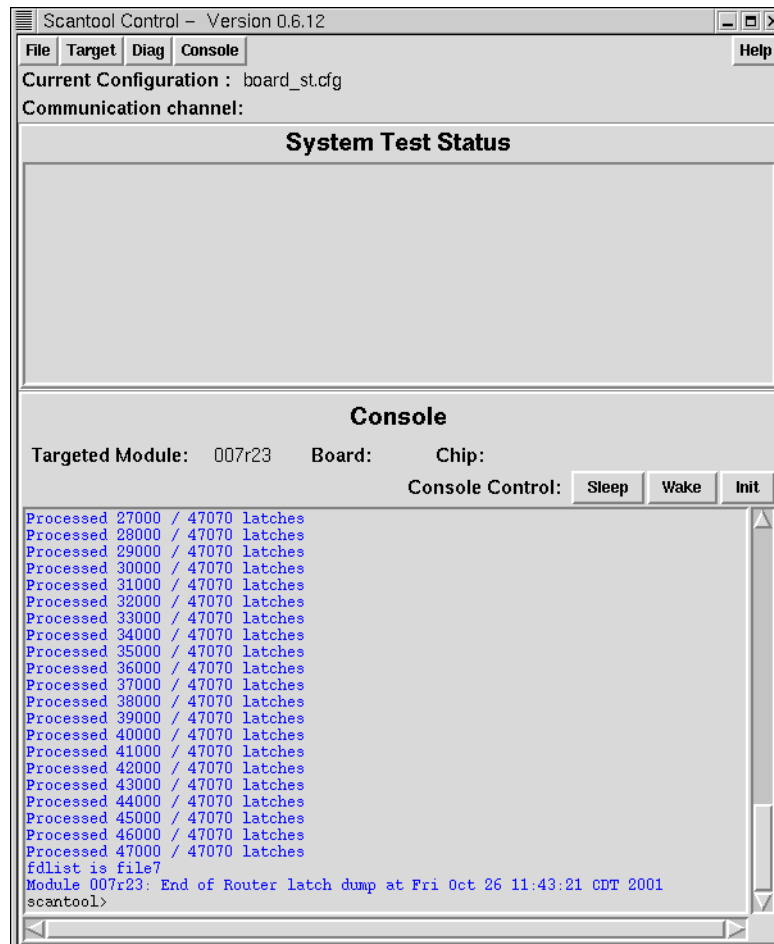 Scantool Control – Version 0.6.12
File Target Diag Console Help
Current Configuration : board_st.cfg
Communication channel:
System Test Status
Console
Targeted Module: 007r23 Board: Chip:
Console Control: Sleep Wake Init
Processed 27000 / 47070 latches
Processed 28000 / 47070 latches
Processed 29000 / 47070 latches
Processed 30000 / 47070 latches
Processed 31000 / 47070 latches
Processed 32000 / 47070 latches
Processed 33000 / 47070 latches
Processed 34000 / 47070 latches
Processed 35000 / 47070 latches
Processed 36000 / 47070 latches
Processed 37000 / 47070 latches
Processed 38000 / 47070 latches
Processed 39000 / 47070 latches
Processed 40000 / 47070 latches
Processed 41000 / 47070 latches
Processed 42000 / 47070 latches
Processed 43000 / 47070 latches
Processed 44000 / 47070 latches
Processed 45000 / 47070 latches
Processed 46000 / 47070 latches
Processed 47000 / 47070 latches
fdlist is file7
Module 007r23: End of Router latch dump at Fri Oct 26 11:43:21 CDT 2001
scantool>